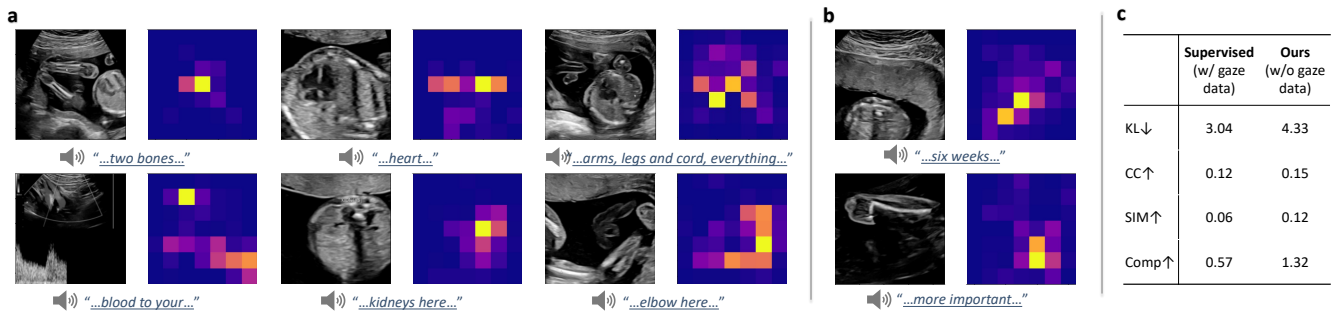 a
"...two bones..."
"...heart..."
"...arms, legs and cord, everything..."
"...blood to your..."
"...kidneys here..."
"...elbow here..."
b
"...six weeks..."
"...more important..."
c
Supervised (w/ gaze data) Ours (w/o gaze data)
KL↓ 3.04 4.33
CC↑ 0.12 0.15
SIM↑ 0.06 0.12
Comp↑ 0.57 1.32